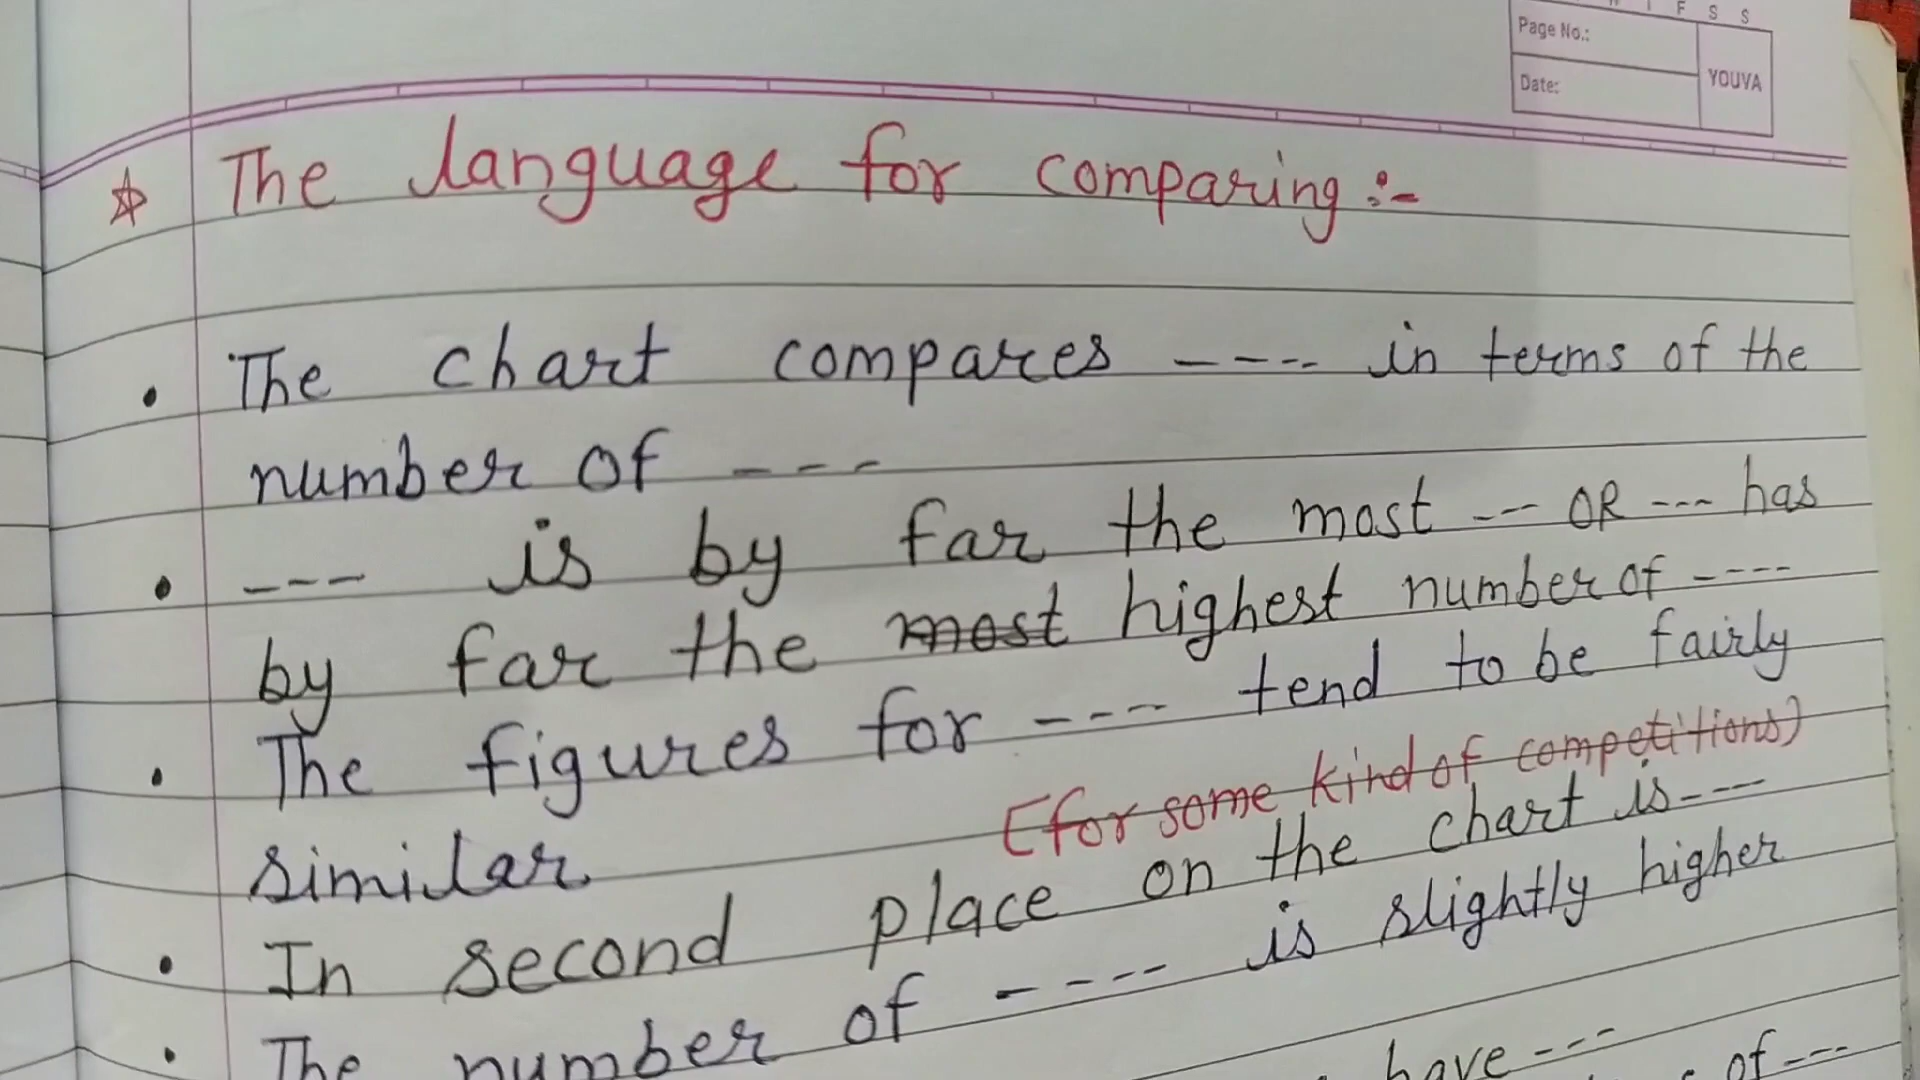 F S S
Page No.:
Date:
YOUVA
The language for comparing :-
• The chart compares ---- in terms of the
number of ---
• --- is by far the most -- OR --- has
by far the most highest number of ----
• The figures for ---- tend to be fairly
similar
(for some kind of competitions)
• In second place on the chart is ---
• The number of ---- is slightly higher
have ---
of ---